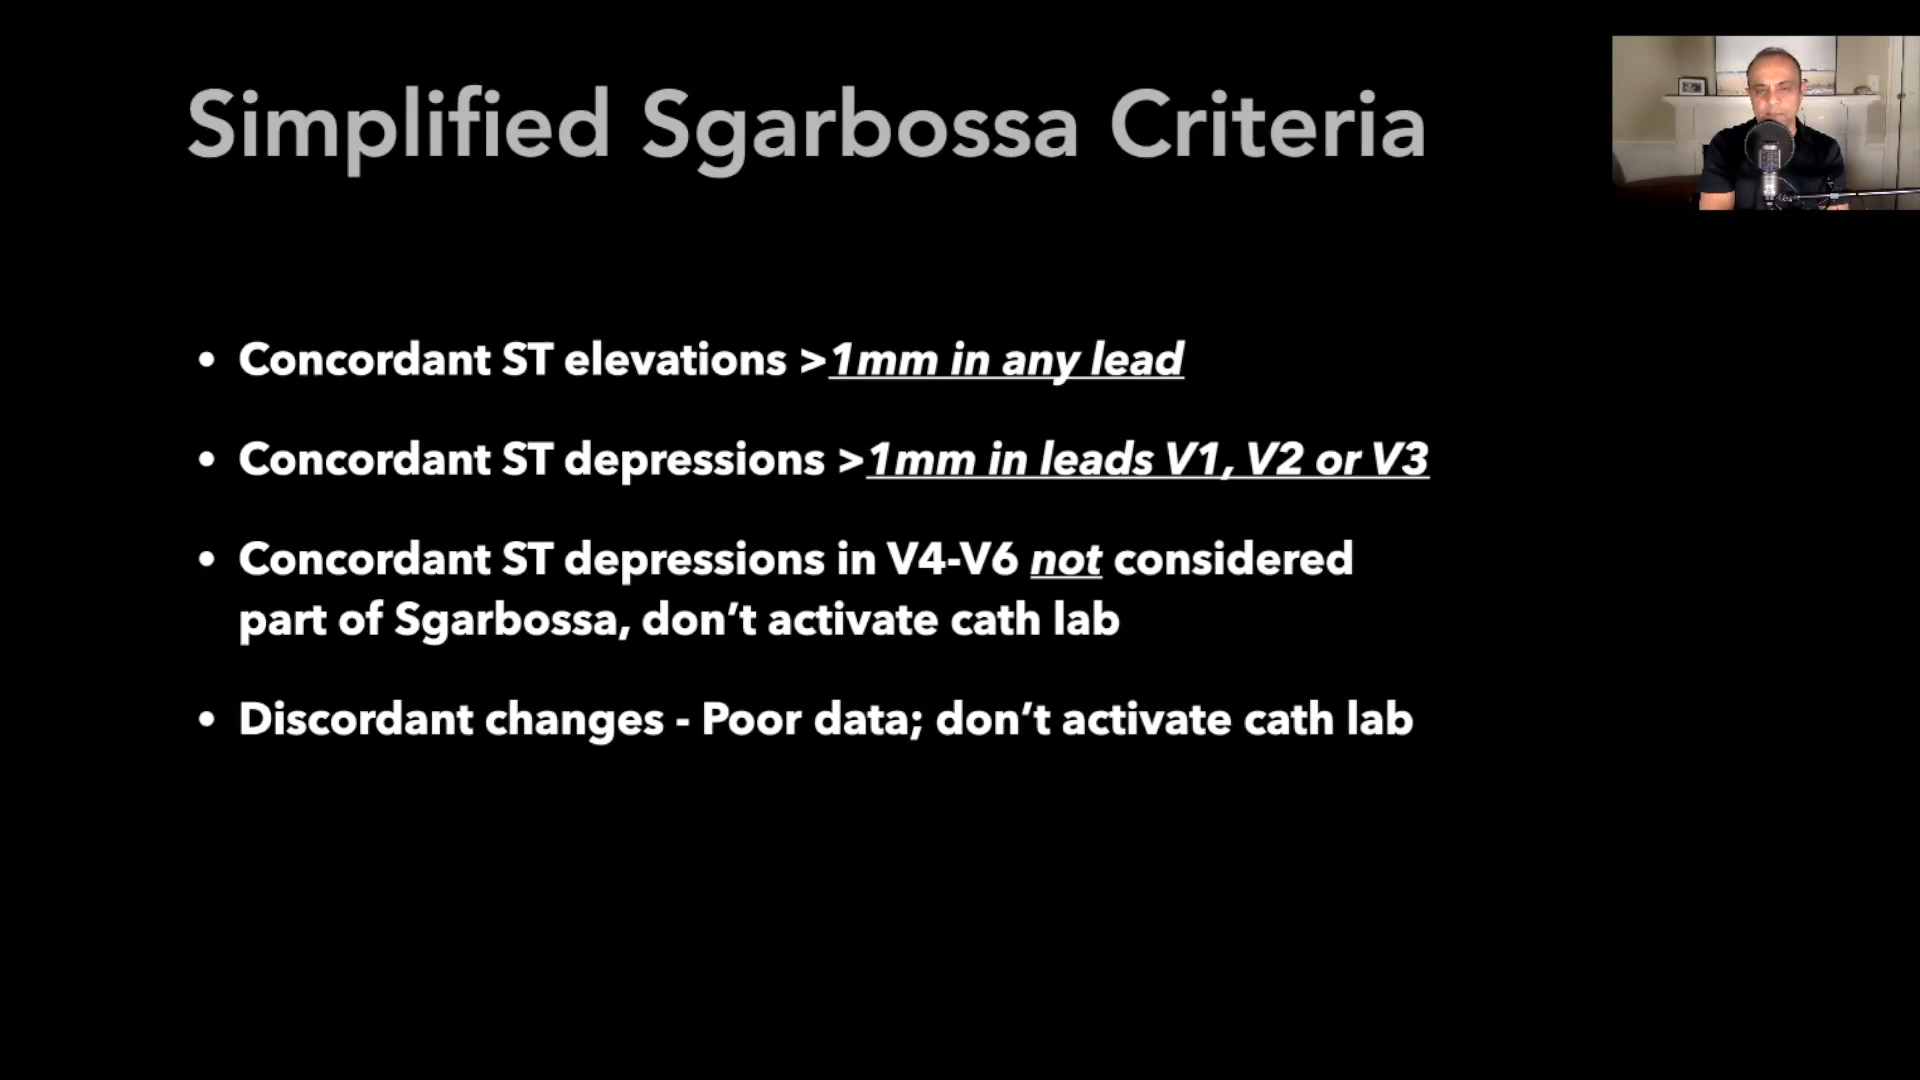 Simplified Sgarbossa Criteria
• Concordant ST elevations >1mm in any lead
• Concordant ST depressions >1mm in leads V1, V2 or V3
• Concordant ST depressions in V4-V6 not considered
part of Sgarbossa, don’t activate cath lab
• Discordant changes - Poor data; don’t activate cath lab